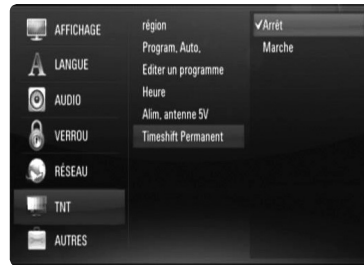 AFFICHAGE
LANGUE
AUDIO
VERROU
RÉSEAU
TNT
AUTRES
région
Program, Auto,
Editer un programme
Heure
Alim, antenne 5V
Timeshift Permanent
✔Arrêt
Marche